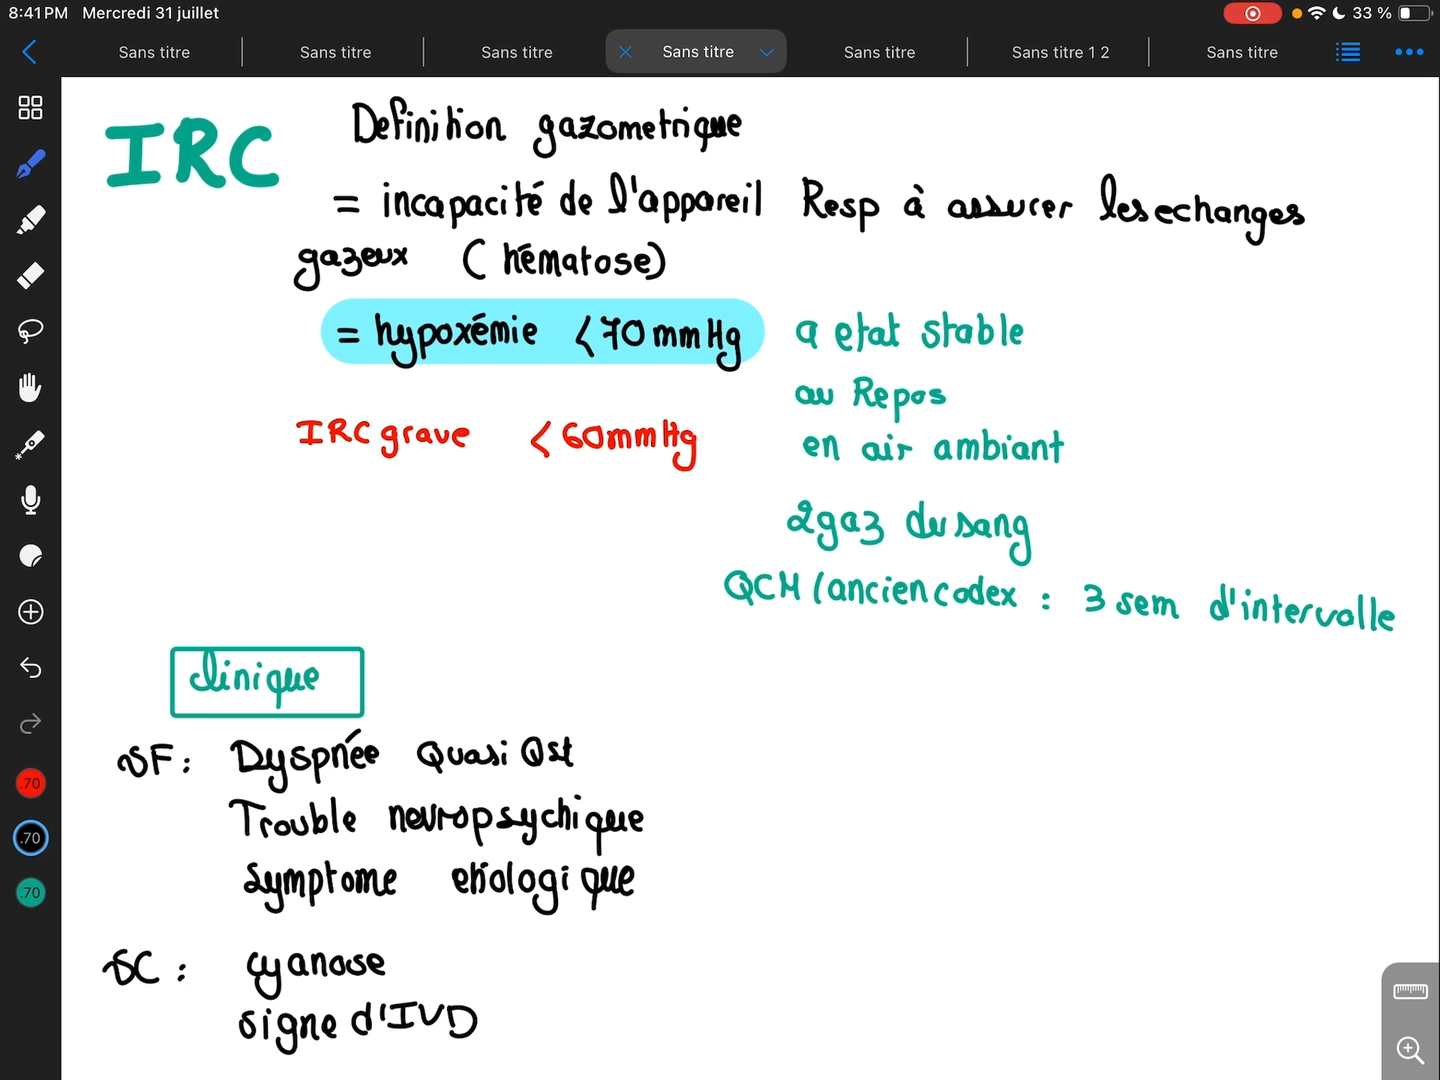 8:41 PM Mercredi 31 juillet 33 %
Sans titre Sans titre Sans titre Sans titre Sans titre Sans titre 1 2 Sans titre
IRC Definition gazometrique
= incapacité de l'appareil Resp à assurer les echanges
gazeux (hématose)
= hypoxémie < 70 mmHg a etat stable
au Repos
IRC grave < 60mmHg en air ambiant
2 gaz du sang
QCM / ancien codex : 3 sem d'intervalle
clinique
SF : Dyspnée Quasi Qst
Trouble neuropsychique
symptome etiologique
SC : cyanose
signe d'IVD
.70
.70
.70